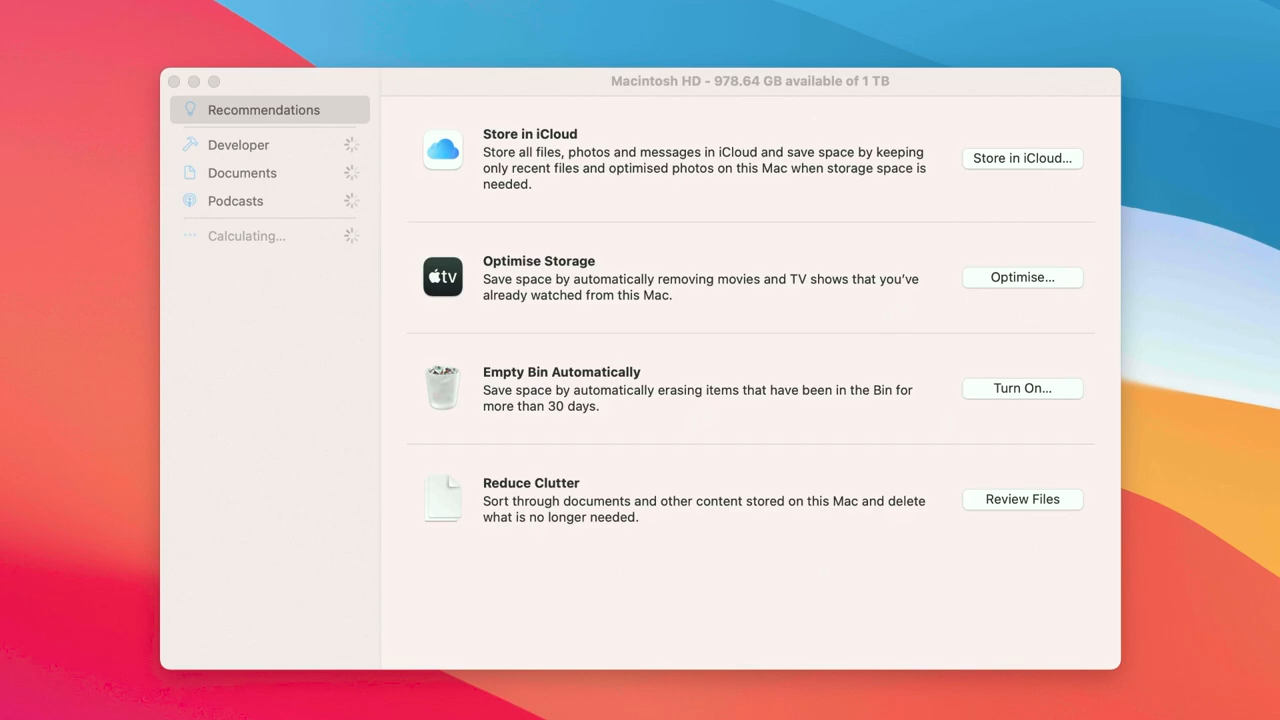 Macintosh HD - 978.64 GB available of 1 TB
Recommendations
Developer
Documents
Podcasts
Calculating...
Store in iCloud
Store all files, photos and messages in iCloud and save space by keeping
only recent files and optimised photos on this Mac when storage space is
needed.
Store in iCloud...
tv
Optimise Storage
Save space by automatically removing movies and TV shows that you’ve
already watched from this Mac.
Optimise...
Empty Bin Automatically
Save space by automatically erasing items that have been in the Bin for
more than 30 days.
Turn On...
Reduce Clutter
Sort through documents and other content stored on this Mac and delete
what is no longer needed.
Review Files